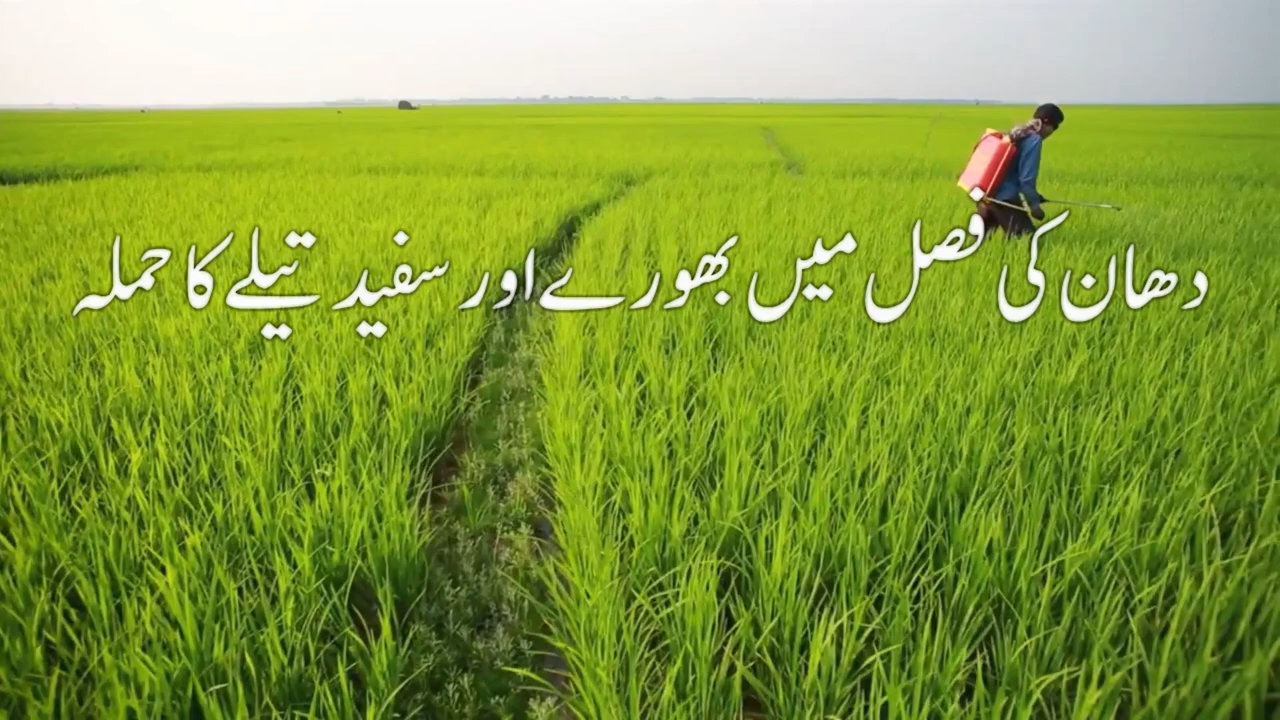 دھان کی فصل میں بھورے اور سفید تیلے کا حملہ